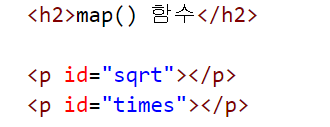 <h2>map() 함수</h2>
<p id="sqrt"></p>
<p id="times"></p>